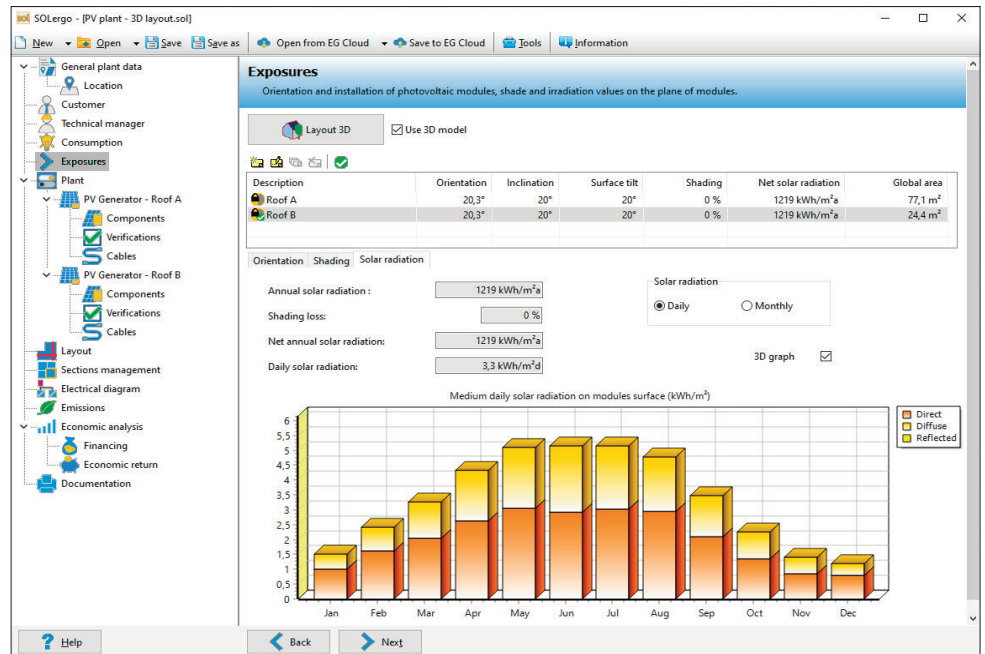 sol SOLergo - [PV plant - 3D layout.sol]
New Open Save Save as Open from EG Cloud Save to EG Cloud Tools Information
General plant data
Location
Customer
Technical manager
Consumption
Exposures
Plant
PV Generator - Roof A
Components
Verifications
Cables
PV Generator - Roof B
Components
Verifications
Cables
Layout
Sections management
Electrical diagram
Emissions
Economic analysis
Financing
Economic return
Documentation
Exposures
Orientation and installation of photovoltaic modules, shade and irradiation values on the plane of modules.
Layout 3D Use 3D model
Description Orientation Inclination Surface tilt Shading Net solar radiation Global area
Roof A 20,3° 20° 20° 0 % 1219 kWh/m²a 77,1 m²
Roof B 20,3° 20° 20° 0 % 1219 kWh/m²a 24,4 m²
Orientation Shading Solar radiation
Annual solar radiation : 1219 kWh/m²a
Shading loss: 0 %
Net annual solar radiation: 1219 kWh/m²a
Daily solar radiation: 3,3 kWh/m²d
Solar radiation
Daily Monthly
3D graph
Medium daily solar radiation on modules surface (kWh/m²)
6
5,5
5
4,5
4
3,5
3
2,5
2
1,5
1
0,5
0
Jan Feb Mar Apr May Jun Jul Aug Sep Oct Nov Dec
Direct
Diffuse
Reflected
? Help Back Next